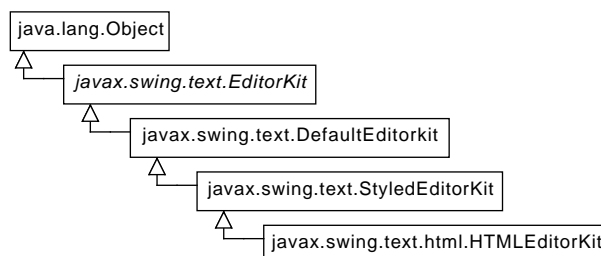 java.lang.Object
javax.swing.text.EditorKit
javax.swing.text.DefaultEditorkit
javax.swing.text.StyledEditorKit
javax.swing.text.html.HTMLEditorKit